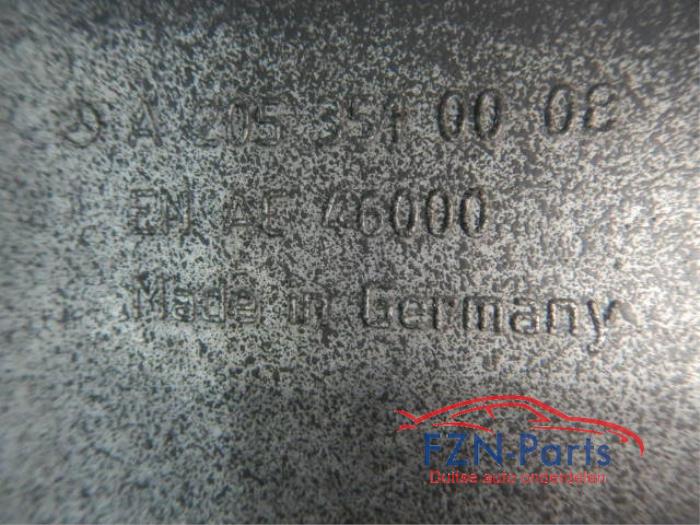 A 205 351 00 08
EN AC 46000
Made in Germany
FZN-Parts
Duitse auto onderdelen